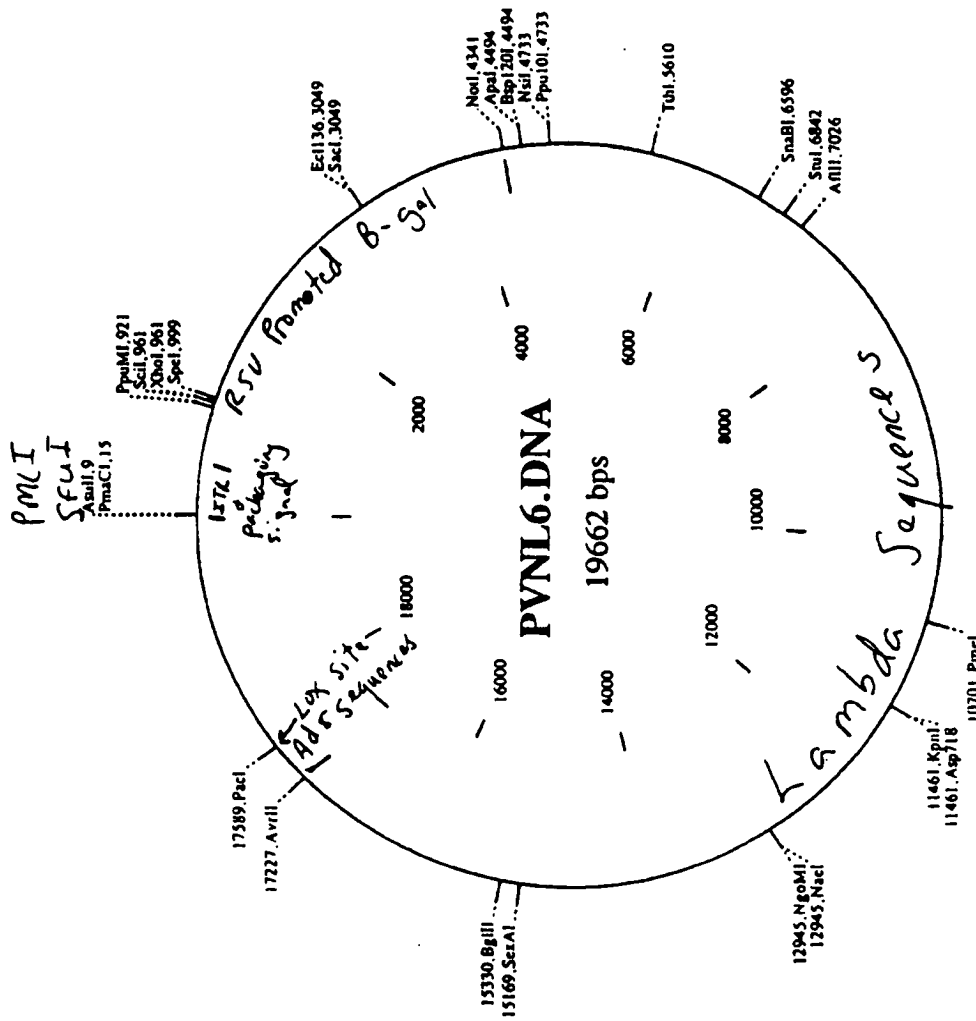 PMLI
SfuI
AsuII.9
PmaCI.15
PpuMI.921
SciI.961
XhoI.961
SpeI.999
Ecl136.3049
SacI.3049
NotI.4341
ApaI.4494
Bsp120I.4494
NsiI.4733
Ppu10I.4733
TthI.5610
SnaBI.6596
StuI.6842
AflII.7026
10701.PmeI
11461.KpnI
11461.Asp718
12945.NgoMI
12945.NaeI
15169.SexAI
15330.BglII
17227.AvrII
17589.PacI
RSV Promoted B-gal
packaging
signal
← Lox site
Ad5 Sequences
Lambda Sequences
2000
4000
6000
8000
10000
12000
14000
16000
18000
PVNL6.DNA
19662 bps